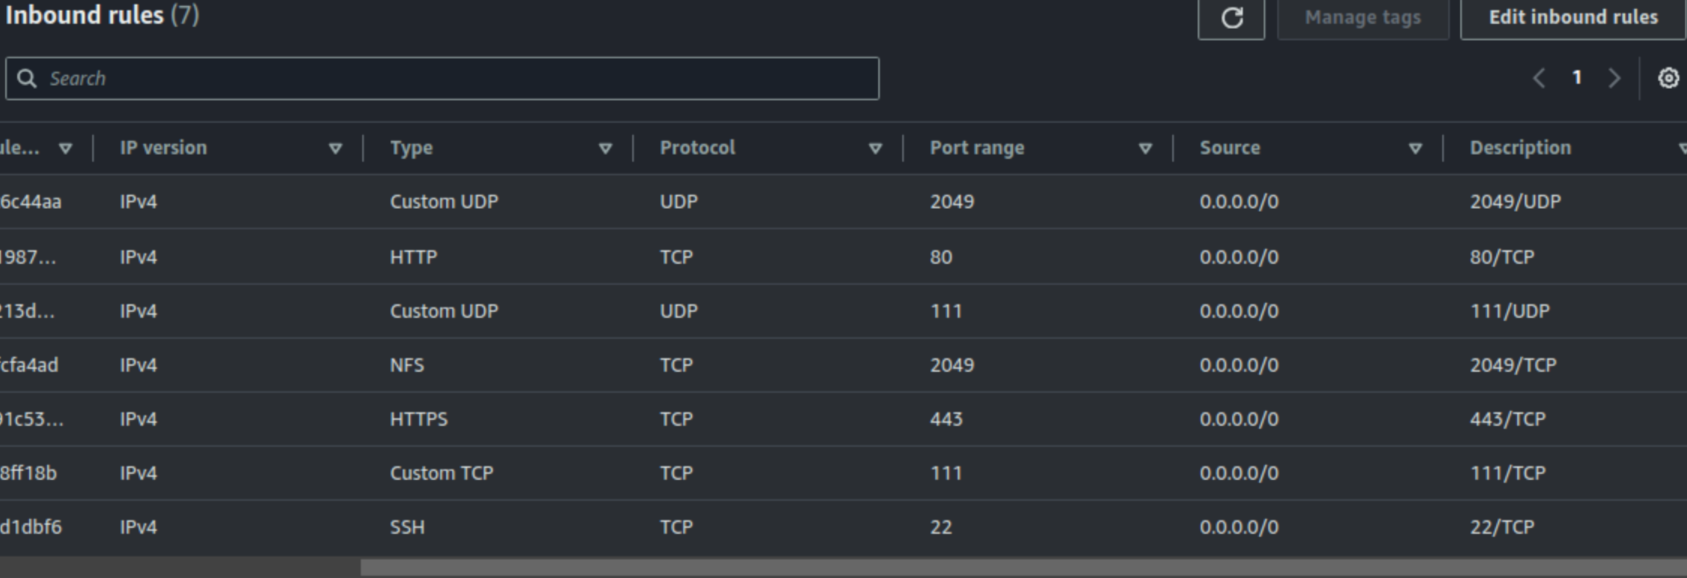 Inbound rules (7)
Manage tags
Edit inbound rules
Search
1
ule... IP version Type Protocol Port range Source Description
6c44aa IPv4 Custom UDP UDP 2049 0.0.0.0/0 2049/UDP
1987... IPv4 HTTP TCP 80 0.0.0.0/0 80/TCP
213d... IPv4 Custom UDP UDP 111 0.0.0.0/0 111/UDP
fcfa4ad IPv4 NFS TCP 2049 0.0.0.0/0 2049/TCP
91c53... IPv4 HTTPS TCP 443 0.0.0.0/0 443/TCP
8ff18b IPv4 Custom TCP TCP 111 0.0.0.0/0 111/TCP
d1dbf6 IPv4 SSH TCP 22 0.0.0.0/0 22/TCP